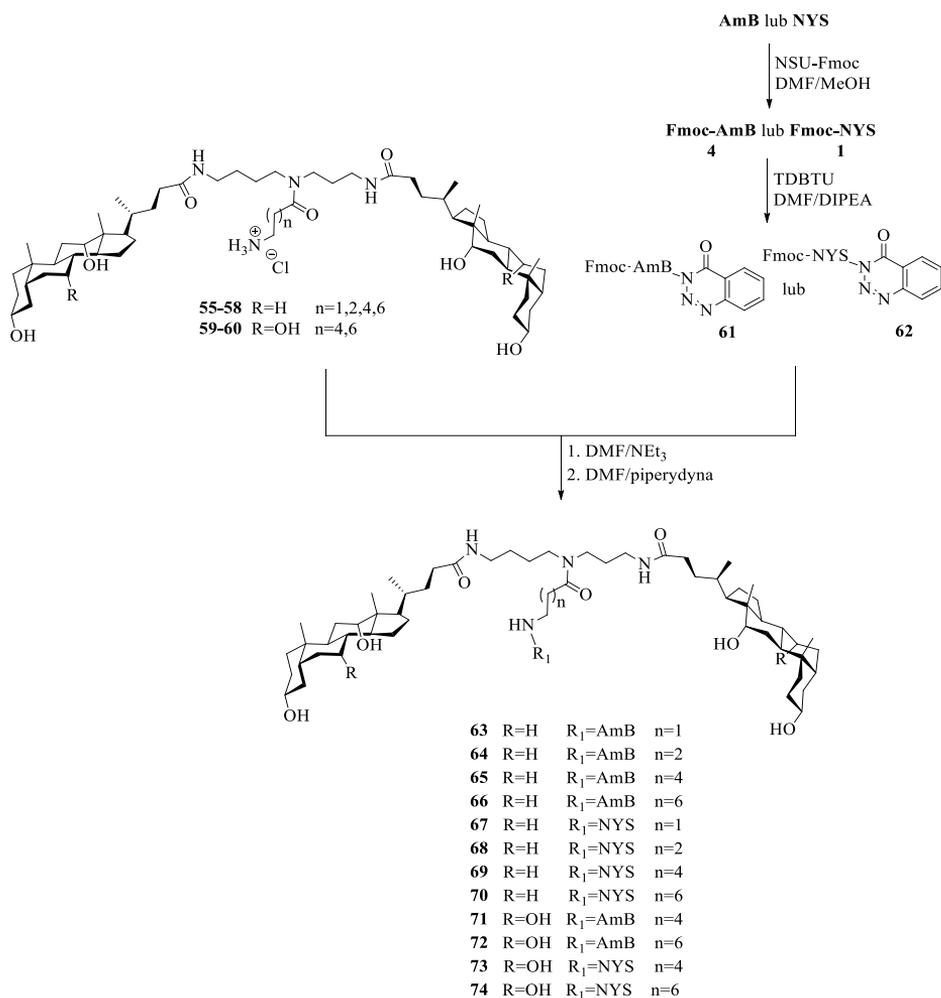 AmB lub NYS
NSU-Fmoc
DMF/MeOH
Fmoc-AmB lub Fmoc-NYS
4 1
TDBTU
DMF/DIPEA
H
N
O
N
O
N
H
O
( )n
H3N
⊕
⊖
Cl
OH
R
OH
HO
R
HO
55-58 R=H n=1,2,4,6
59-60 R=OH n=4,6
Fmoc-AmB
O
N
N
N
61
lub
Fmoc-NYS
O
N
N
N
62
1. DMF/NEt3
2. DMF/piperydyna
H
N
O
N
O
N
H
O
( )n
HN
R1
OH
R
OH
HO
R
HO
63 R=H R1=AmB n=1
64 R=H R1=AmB n=2
65 R=H R1=AmB n=4
66 R=H R1=AmB n=6
67 R=H R1=NYS n=1
68 R=H R1=NYS n=2
69 R=H R1=NYS n=4
70 R=H R1=NYS n=6
71 R=OH R1=AmB n=4
72 R=OH R1=AmB n=6
73 R=OH R1=NYS n=4
74 R=OH R1=NYS n=6